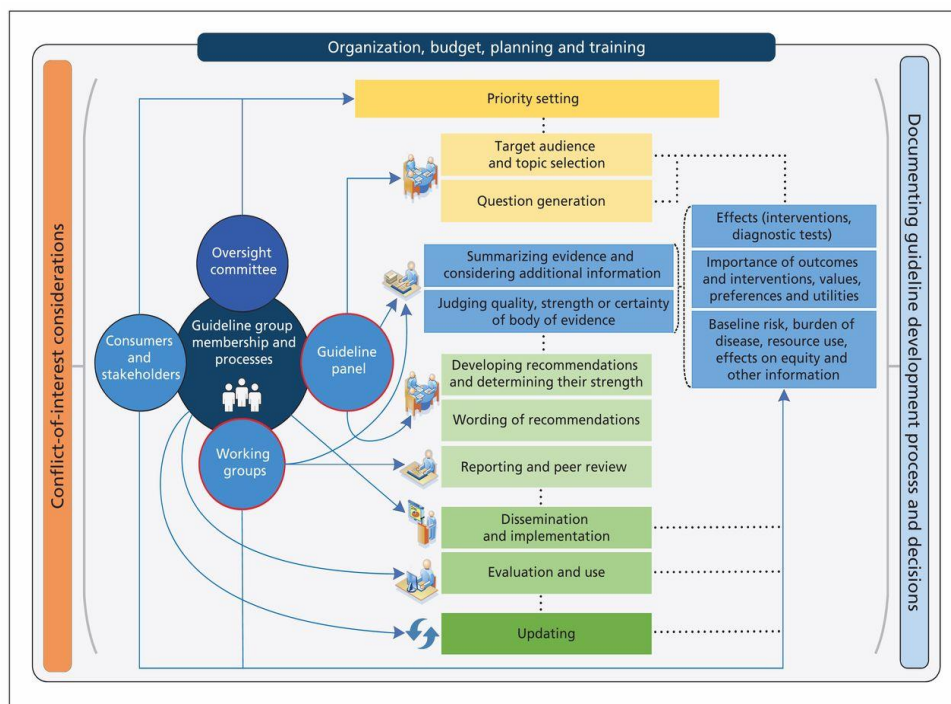 Organization, budget, planning and training
Conflict-of-interest considerations
Documenting guideline development process and decisions
Priority setting
Target audience
and topic selection
Question generation
Oversight
committee
Guideline group
membership and
processes
Consumers and
stakeholders
Guideline
panel
Working
groups
Summarizing evidence and
considering additional information
Judging quality, strength or certainty
of body of evidence
Effects (interventions,
diagnostic tests)
Importance of outcomes
and interventions, values,
preferences and utilities
Baseline risk, burden of
disease, resource use,
effects on equity and
other information
Developing recommendations
and determining their strength
Wording of recommendations
Reporting and peer review
Dissemination
and implementation
Evaluation and use
Updating